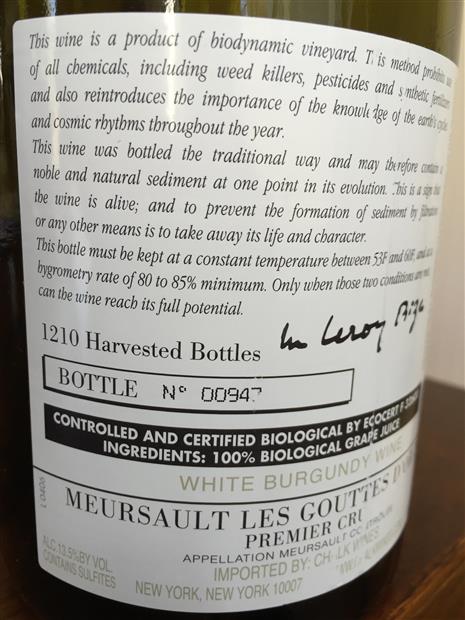 This wine is a product of biodynamic vineyard. This method prohibits
of all chemicals, including weed killers, pesticides and synthetic fertilizers
and also reintroduces the importance of the knowledge of the earth's cycles
and cosmic rhythms throughout the year.
This wine was bottled the traditional way and may therefore contain a
noble and natural sediment at one point in its evolution. This is a sign that
the wine is alive; and to prevent the formation of sediment by filtration
or any other means is to take away its life and character.
This bottle must be kept at a constant temperature between 53F and 60F, and at a
hygrometry rate of 80 to 85% minimum. Only when those two conditions are met,
can the wine reach its full potential.
Leroy
1210 Harvested Bottles
BOTTLE N° 00947
CONTROLLED AND CERTIFIED BIOLOGICAL BY ECOCERT
INGREDIENTS: 100% BIOLOGICAL GRAPE JUICE
WHITE BURGUNDY WINE
MEURSAULT LES GOUTTES D'OR
PREMIER CRU
APPELLATION MEURSAULT
ALC.13.5%BY VOL.
CONTAINS SULFITES
IMPORTED BY: WINES
NEW YORK, NEW YORK 10007